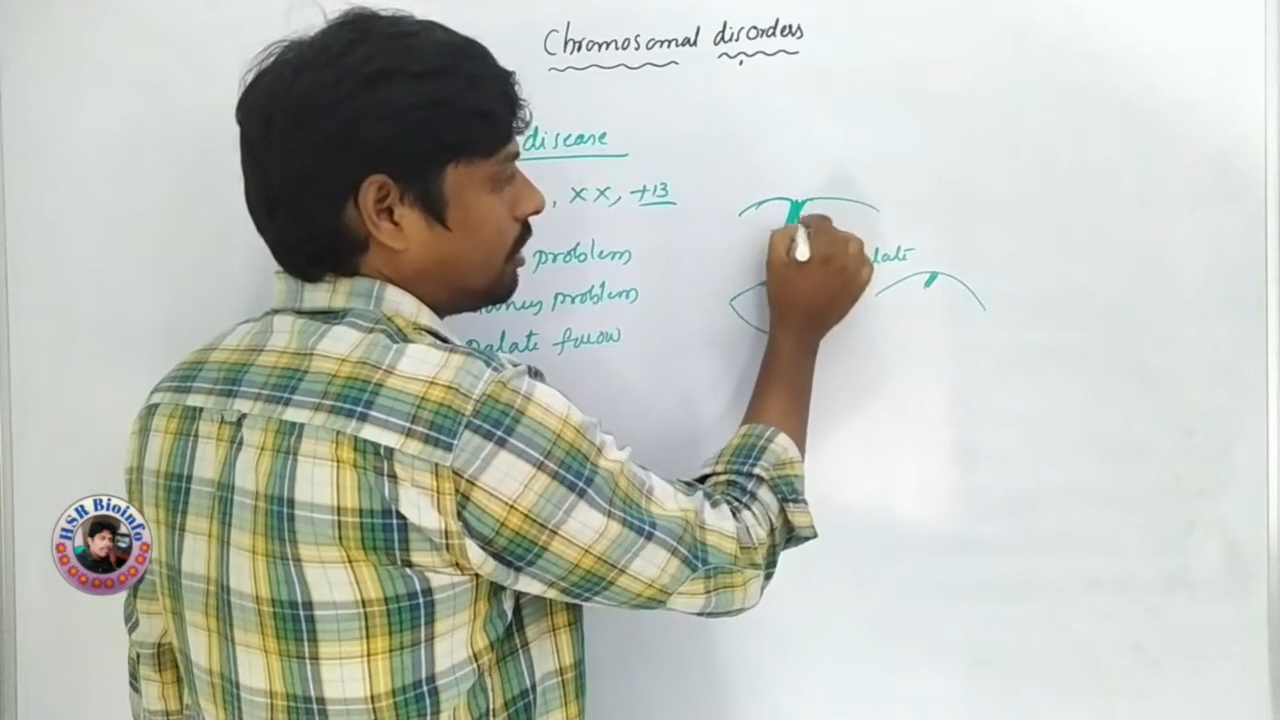 Chromosomal disorders
disease
, XX, +13
problem
problem
palate furrow
HSR Bioinfo